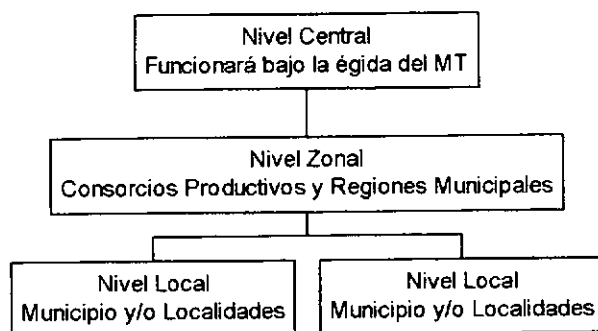 Nivel Central
Funcionará bajo la égida del MT
Nivel Zonal
Consorcios Productivos y Regiones Municipales
Nivel Local
Municipio y/o Localidades
Nivel Local
Municipio y/o Localidades